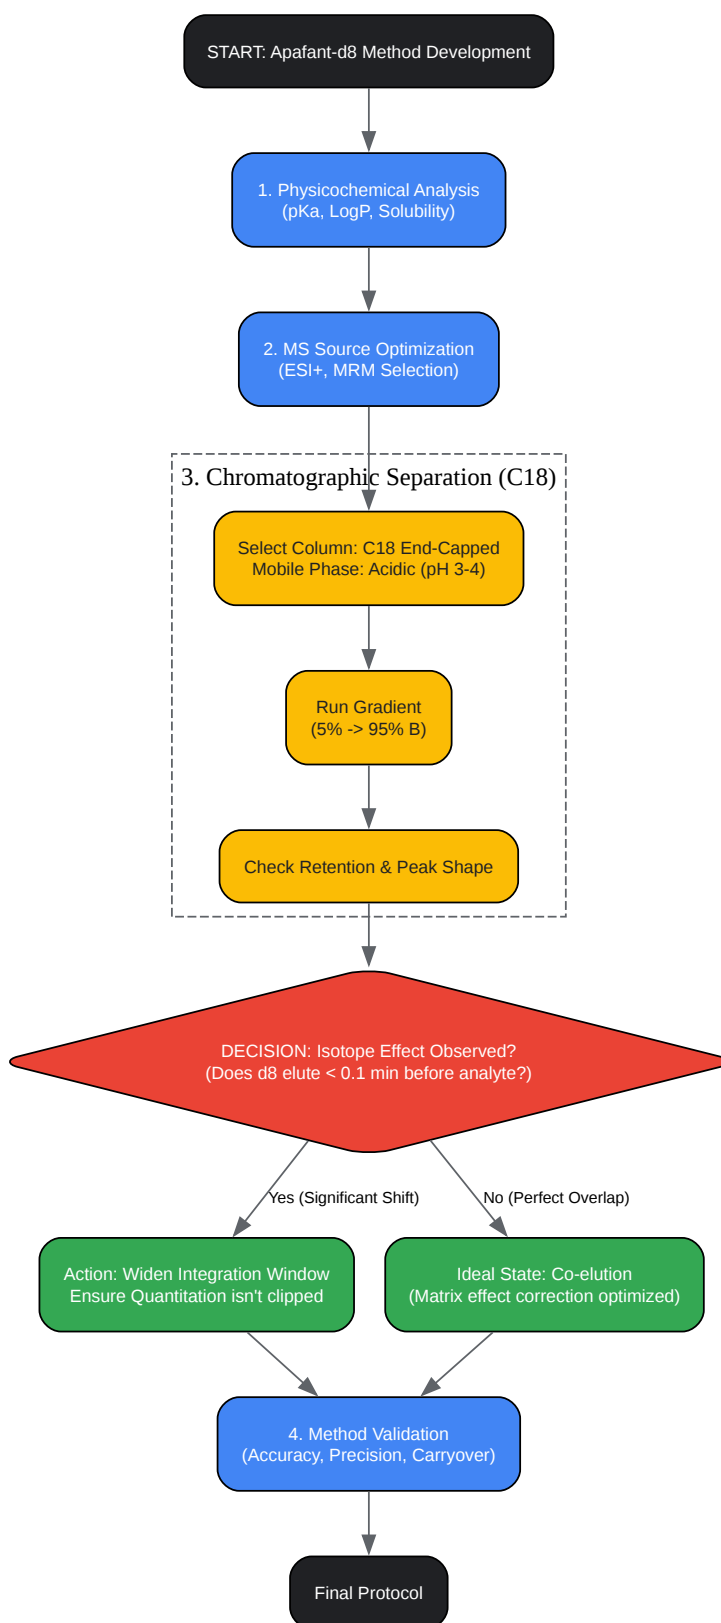 START: Apafant-d8 Method Development
1. Physicochemical Analysis
(pKa, LogP, Solubility)
2. MS Source Optimization
(ESI+, MRM Selection)
3. Chromatographic Separation (C18)
Select Column: C18 End-Capped
Mobile Phase: Acidic (pH 3-4)
Run Gradient
(5% -> 95% B)
Check Retention & Peak Shape
DECISION: Isotope Effect Observed?
(Does d8 elute < 0.1 min before analyte?)
Yes (Significant Shift)
No (Perfect Overlap)
Action: Widen Integration Window
Ensure Quantitation isn't clipped
Ideal State: Co-elution
(Matrix effect correction optimized)
4. Method Validation
(Accuracy, Precision, Carryover)
Final Protocol